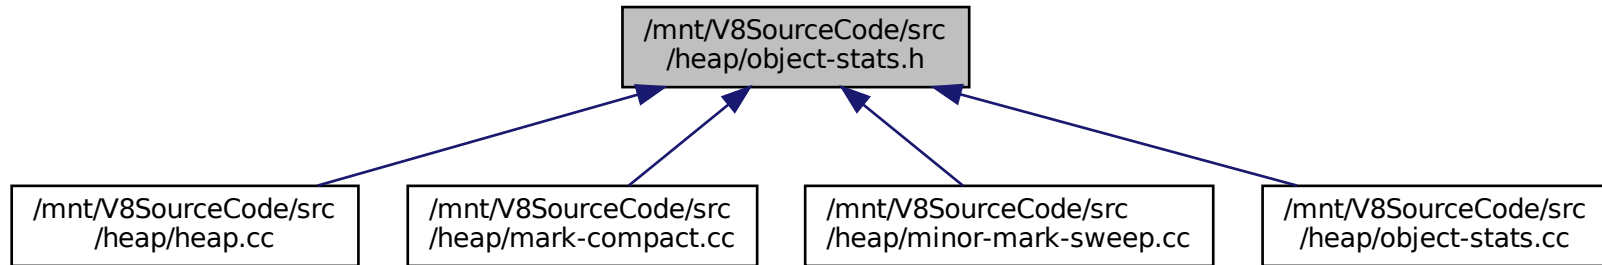 /mnt/V8SourceCode/src
/heap/object-stats.h
/mnt/V8SourceCode/src
/heap/heap.cc
/mnt/V8SourceCode/src
/heap/mark-compact.cc
/mnt/V8SourceCode/src
/heap/minor-mark-sweep.cc
/mnt/V8SourceCode/src
/heap/object-stats.cc